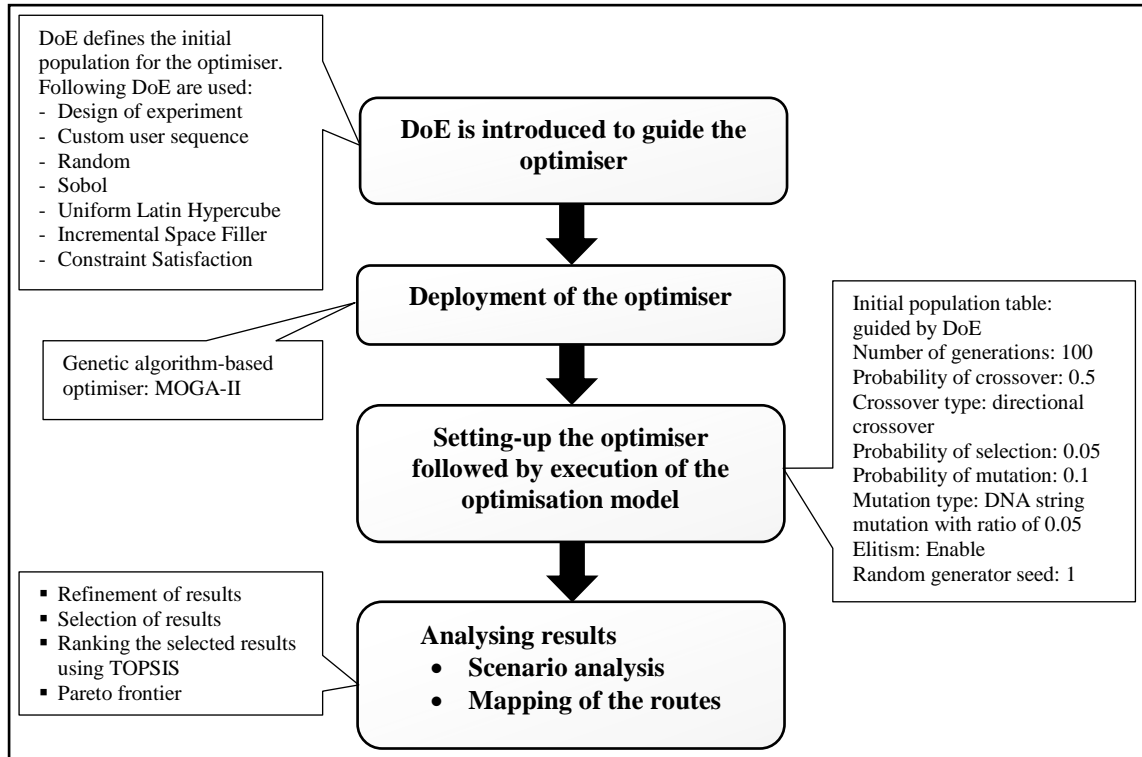 DoE defines the initial
population for the optimiser.
Following DoE are used:
- Design of experiment
- Custom user sequence
- Random
- Sobol
- Uniform Latin Hypercube
- Incremental Space Filler
- Constraint Satisfaction
DoE is introduced to guide the
optimiser
Deployment of the optimiser
Genetic algorithm-based
optimiser: MOGA-II
Setting-up the optimiser
followed by execution of the
optimisation model
Initial population table:
guided by DoE
Number of generations: 100
Probability of crossover: 0.5
Crossover type: directional
crossover
Probability of selection: 0.05
Probability of mutation: 0.1
Mutation type: DNA string
mutation with ratio of 0.05
Elitism: Enable
Random generator seed: 1
▪ Refinement of results
▪ Selection of results
▪ Ranking the selected results
using TOPSIS
▪ Pareto frontier
Analysing results
• Scenario analysis
• Mapping of the routes